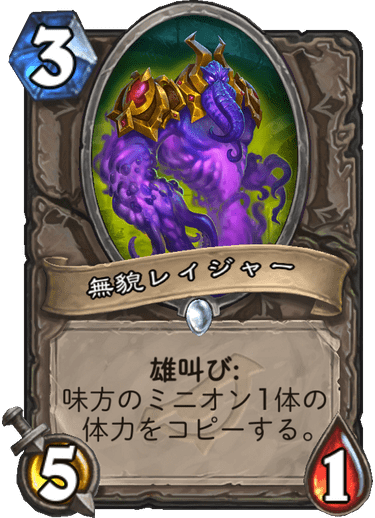 3
無貌レイジャー
雄叫び:
味方のミニオン1体の
体力をコピーする。
5
1